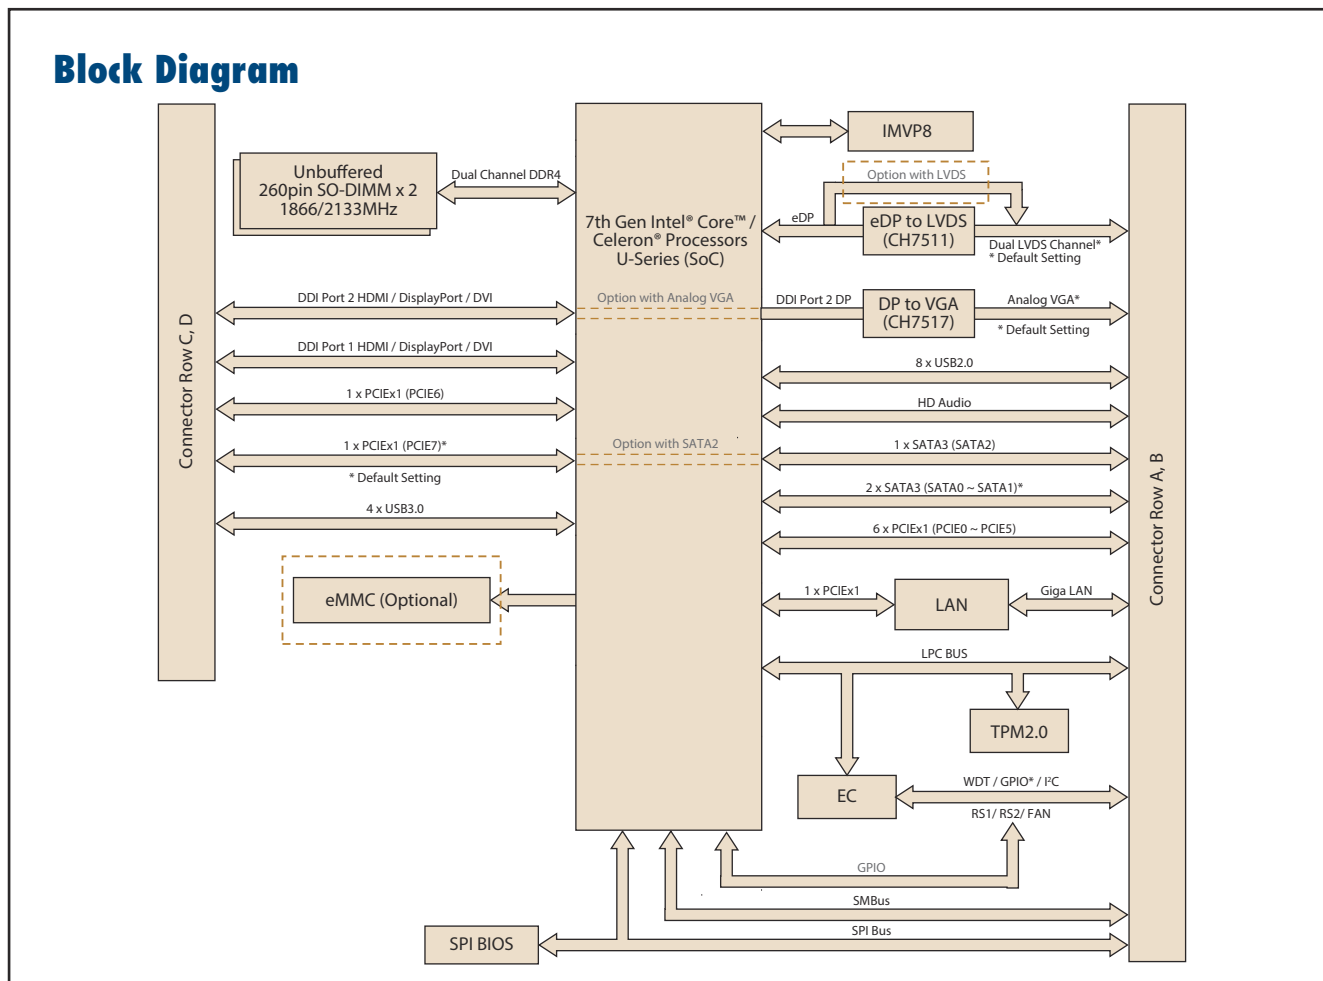 Block Diagram
Connector Row C, D
Unbuffered
260pin SO-DIMM x 2
1866/2133MHz
Dual Channel DDR4
7th Gen Intel® Core™ /
Celeron® Processors
U-Series (SoC)
IMVP8
Option with LVDS
eDP
eDP to LVDS
(CH7511)
Dual LVDS Channel*
* Default Setting
DDI Port 2 HDMI / DisplayPort / DVI
Option with Analog VGA
DDI Port 2 DP
DP to VGA
(CH7517)
Analog VGA*
* Default Setting
DDI Port 1 HDMI / DisplayPort / DVI
8 x USB2.0
1 x PCIEx1 (PCIE6)
HD Audio
1 x PCIEx1 (PCIE7)*
* Default Setting
Option with SATA2
1 x SATA3 (SATA2)
2 x SATA3 (SATA0 ~ SATA1)*
4 x USB3.0
6 x PCIEx1 (PCIE0 ~ PCIE5)
eMMC (Optional)
1 x PCIEx1
LAN
Giga LAN
LPC BUS
TPM2.0
EC
WDT / GPIO* / I²C
RS1/ RS2/ FAN
GPIO
SMBus
SPI BIOS
SPI Bus
Connector Row A, B